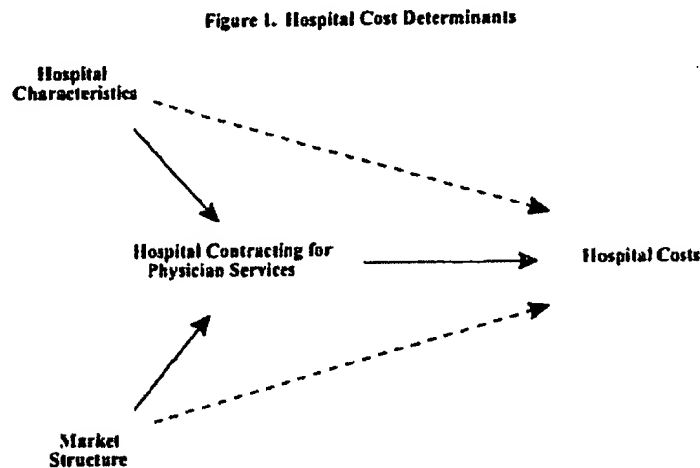 Figure 1. Hospital Cost Determinants
Hospital
Characteristics
Hospital Contracting for
Physician Services
Hospital Costs
Market
Structure